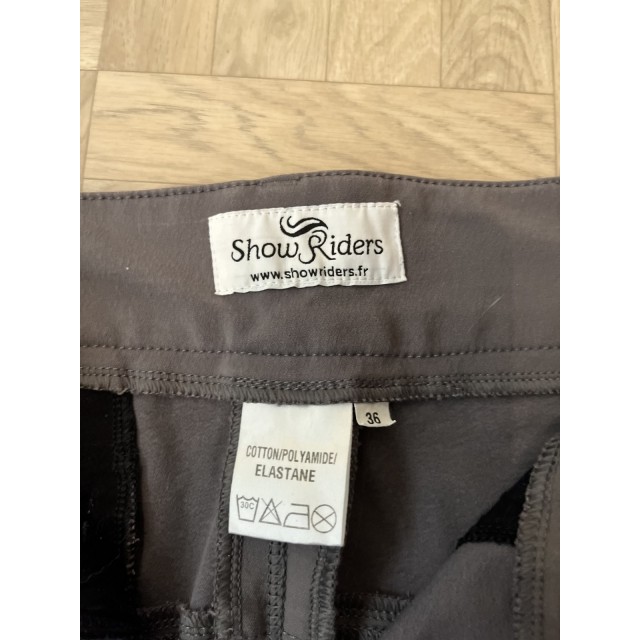 Show Riders
www.showriders.fr
36
COTTON/POLYAMIDE/
ELASTANE
30C